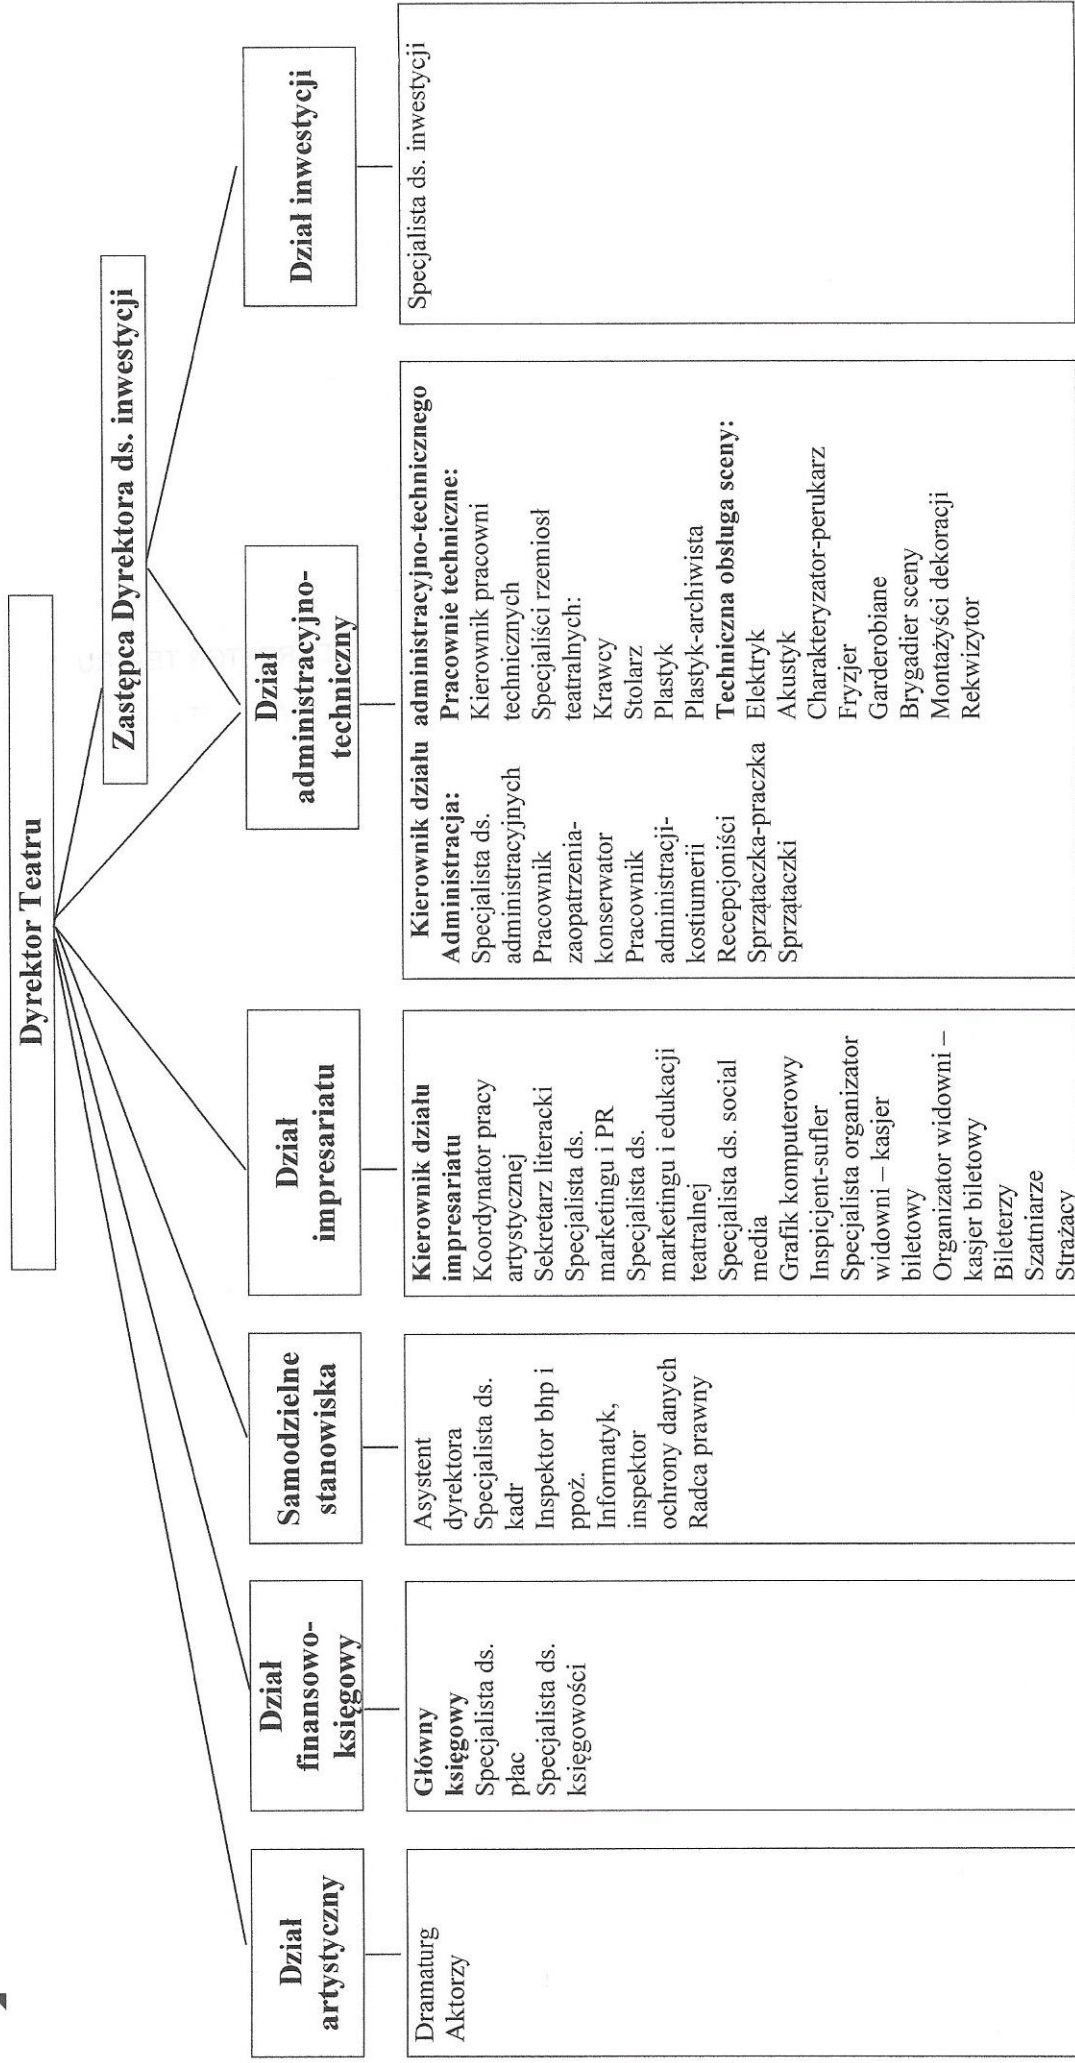 Dyrektor Teatru
Zastępca Dyrektora ds. inwestycji
Dział
artystyczny
Dział
finansowo-
księgowy
Samodzielne
stanowiska
Dział
impresariatu
Dział
administracyjno-
techniczny
Dział inwestycji
Dramaturg
Aktorzy
Główny
księgowy
Specjalista ds.
płac
Specjalista ds.
księgowości
Asystent
dyrektora
Specjalista ds.
kadr
Inspektor bhp i
ppoż.
Informatyk,
inspektor
ochrony danych
Radca prawny
Kierownik działu
impresariatu
Koordynator pracy
artystycznej
Sekretarz literacki
Specjalista ds.
marketingu i PR
Specjalista ds.
marketingu i edukacji
teatralnej
Specjalista ds. social
media
Grafik komputerowy
Inspicjent-sufler
Specjalista organizator
widowni – kasjer
biletowy
Organizator widowni –
kasjer biletowy
Bileterzy
Szatniarze
Strażacy
Kierownik działu administracyjno-technicznego
Administracja:
Specjalista ds.
administracyjnych
Pracownik
zaopatrzenia-
konserwator
Pracownik
administracji-
kostiumerii
Recepcjoniści
Sprzątaczka-praczka
Sprzątaczki
Pracownie techniczne:
Kierownik pracowni
technicznych
Specjaliści rzemiosł
teatralnych:
Krawcy
Stolarz
Plastyk
Plastyk-archiwista
Techniczna obsługa sceny:
Elektryk
Akustyk
Charakteryzator-perukarz
Fryzjer
Garderobiane
Brygadier sceny
Montażyści dekoracji
Rekwizytor
Specjalista ds. inwestycji